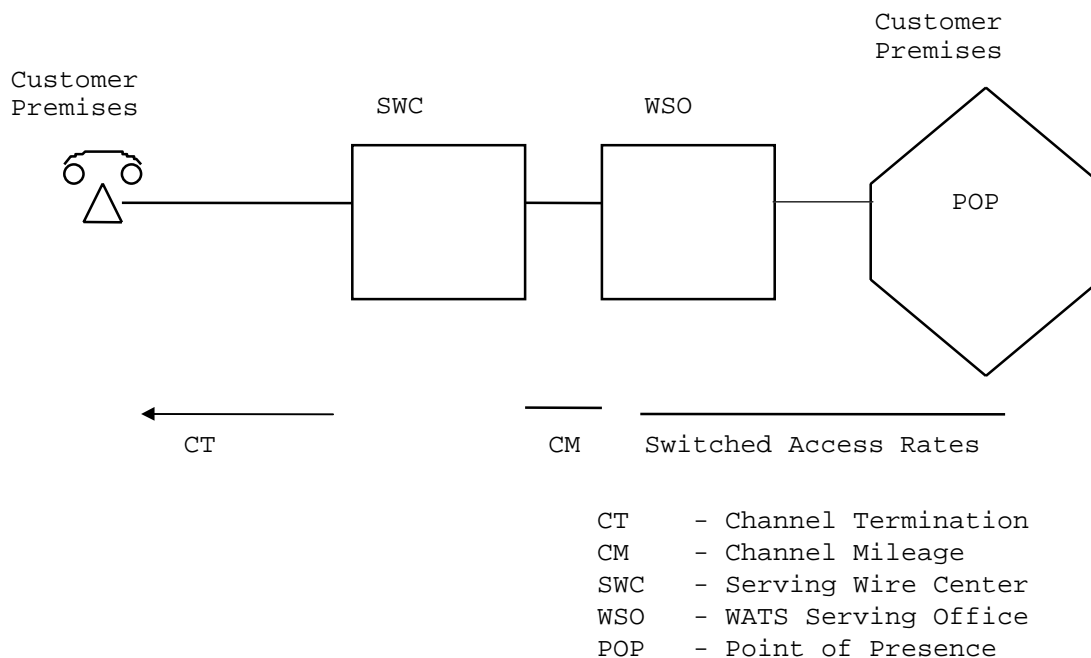 Customer
Premises
Customer
Premises
SWC
WSO
POP
CT
CM
Switched Access Rates
CT - Channel Termination
CM - Channel Mileage
SWC - Serving Wire Center
WSO - WATS Serving Office
POP - Point of Presence